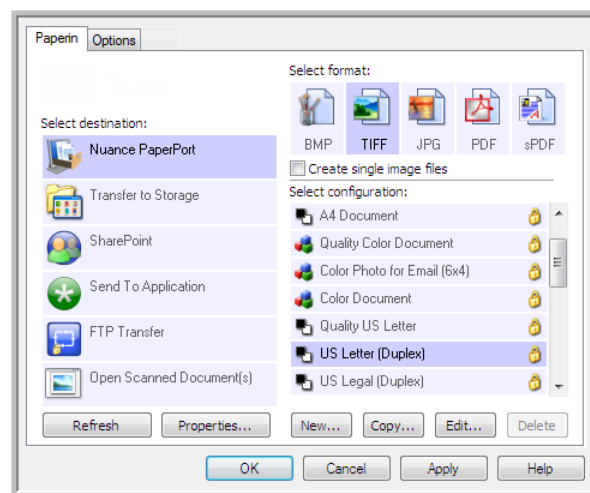 Paperin Options
Select destination:
Nuance PaperPort
Transfer to Storage
SharePoint
Send To Application
FTP Transfer
Open Scanned Document(s)
Refresh Properties...
Select format:
BMP TIFF JPG PDF sPDF
Create single image files
Select configuration:
A4 Document
Quality Color Document
Color Photo for Email (6x4)
Color Document
Quality US Letter
US Letter (Duplex)
US Legal (Duplex)
New... Copy... Edit... Delete
OK Cancel Apply Help